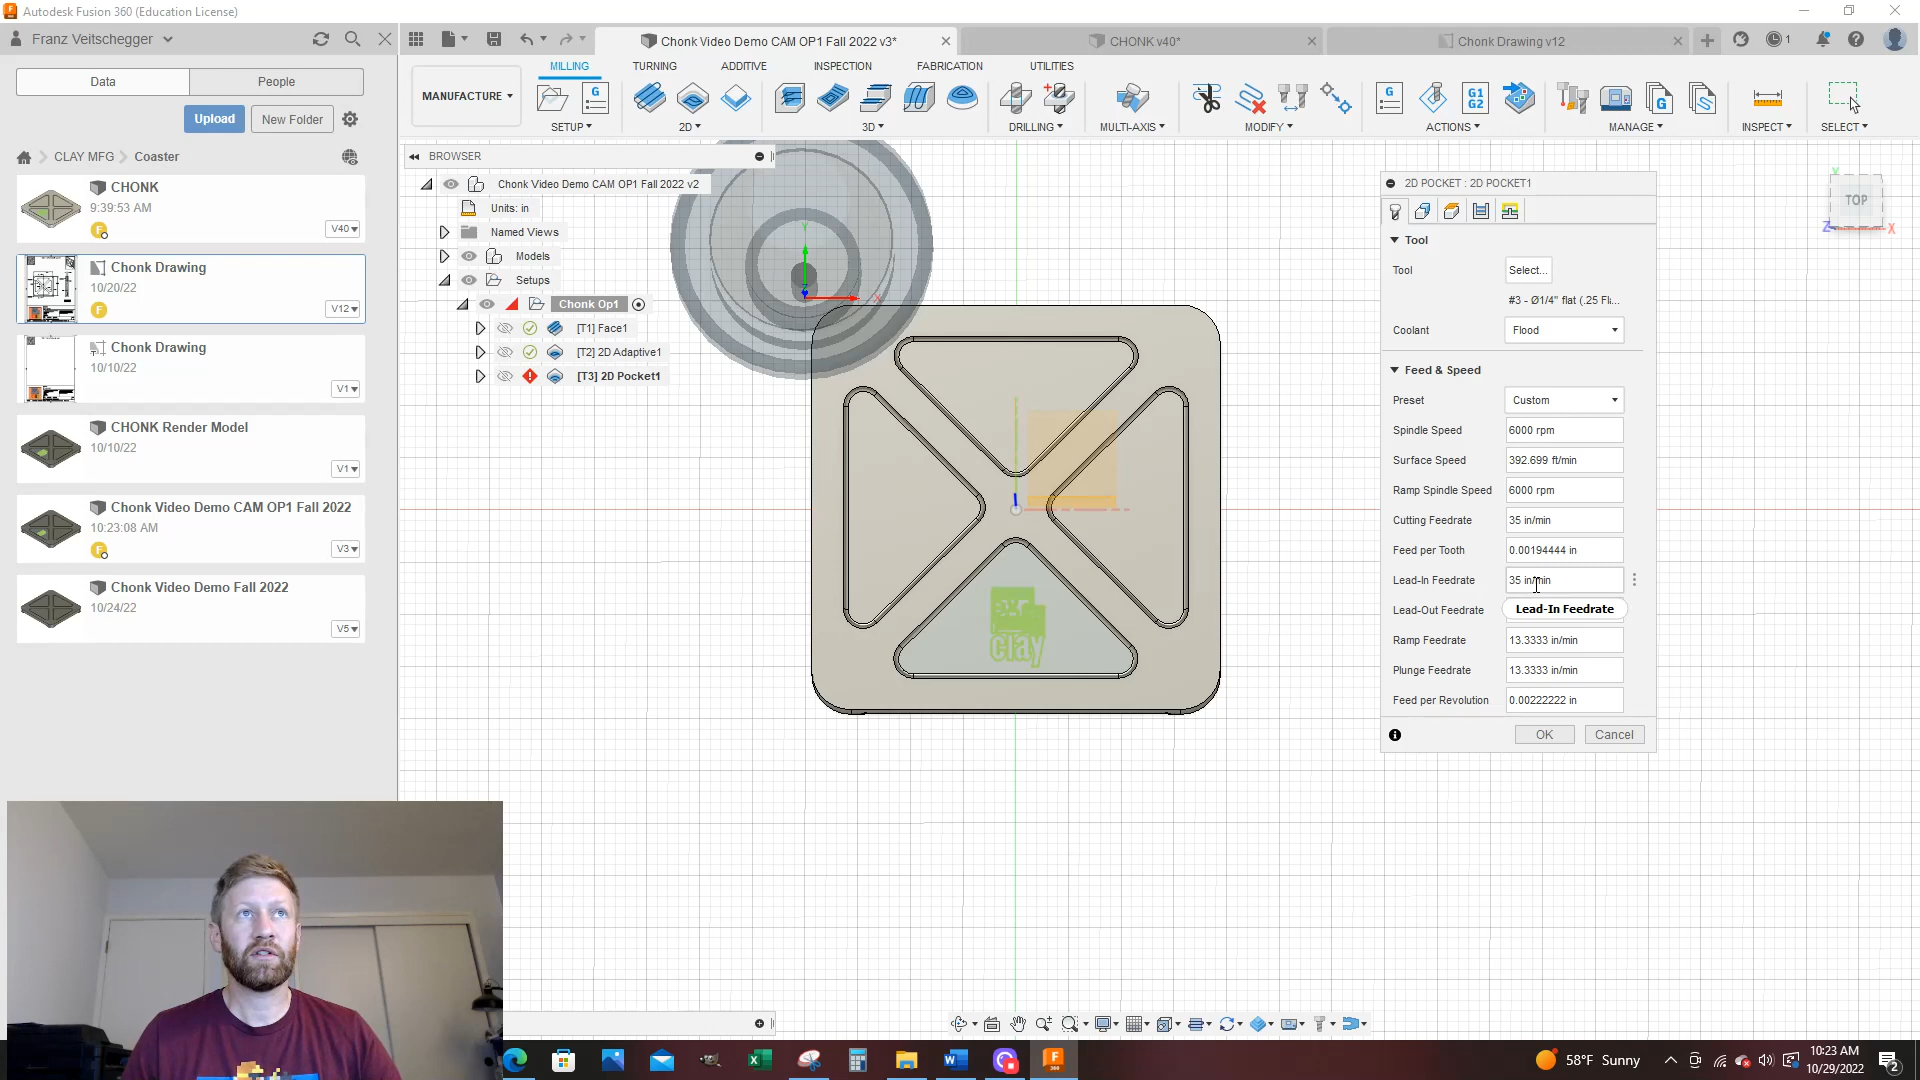 Autodesk Fusion 360 (Education License)
Franz Veitschegger
Chonk Video Demo CAM OP1 Fall 2022 v3*
CHONK v40*
Chonk Drawing v12
1
Data
People
Upload
New Folder
CLAY MFG
Coaster
CHONK
9:39:53 AM
V40
Chonk Drawing
10/20/22
V12
Chonk Drawing
10/10/22
V1
CHONK Render Model
10/10/22
V1
Chonk Video Demo CAM OP1 Fall 2022
10:23:08 AM
V3
Chonk Video Demo Fall 2022
10/24/22
V5
MILLING
TURNING
ADDITIVE
INSPECTION
FABRICATION
UTILITIES
MANUFACTURE
SETUP
2D
3D
DRILLING
MULTI-AXIS
MODIFY
ACTIONS
MANAGE
INSPECT
SELECT
G1
G2
BROWSER
Chonk Video Demo CAM OP1 Fall 2022 v2
Units: in
Named Views
Models
Setups
Chonk Op1
[T1] Face1
[T2] 2D Adaptive1
[T3] 2D Pocket1
Y
X
Z
clay
Y
TOP
Z
X
2D POCKET : 2D POCKET1
Tool
Tool
Select...
#3 - Ø1/4" flat (.25 Fl...
Coolant
Flood
Feed & Speed
Preset
Custom
Spindle Speed
6000 rpm
Surface Speed
392.699 ft/min
Ramp Spindle Speed
6000 rpm
Cutting Feedrate
35 in/min
Feed per Tooth
0.00194444 in
Lead-In Feedrate
35 in/min
Lead-Out Feedrate
Lead-In Feedrate
Ramp Feedrate
13.3333 in/min
Plunge Feedrate
13.3333 in/min
Feed per Revolution
0.00222222 in
OK
Cancel
58°F Sunny
10:23 AM
10/29/2022
2